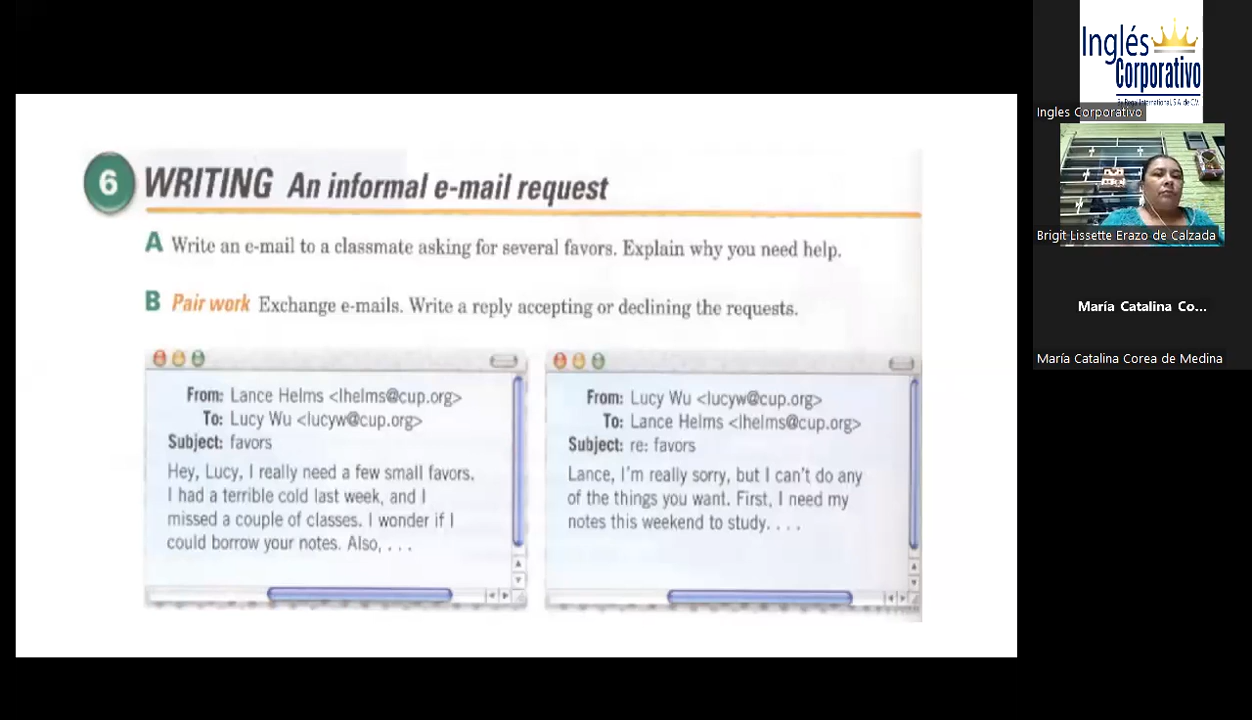 6 WRITING An informal e-mail request
A Write an e-mail to a classmate asking for several favors. Explain why you need help.
B Pair work Exchange e-mails. Write a reply accepting or declining the requests.
From: Lance Helms <lhelms@cup.org>
To: Lucy Wu <lucyw@cup.org>
Subject: favors
Hey, Lucy, I really need a few small favors.
I had a terrible cold last week, and I
missed a couple of classes. I wonder if I
could borrow your notes. Also, . . .
From: Lucy Wu <lucyw@cup.org>
To: Lance Helms <lhelms@cup.org>
Subject: re: favors
Lance, I'm really sorry, but I can't do any
of the things you want. First, I need my
notes this weekend to study. . . .
Inglés
Corporativo
Ingles Corporativo
Brigit Lissette Erazo de Calzada
María Catalina Co...
María Catalina Corea de Medina